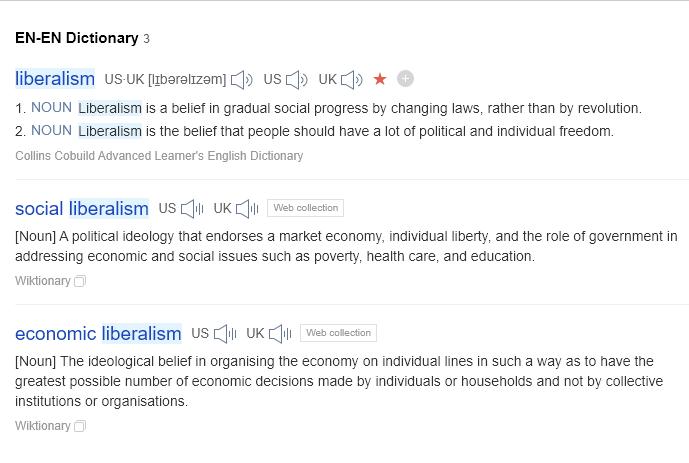 EN-EN Dictionary 3
liberalism US·UK [lɪbərəlɪzəm] US UK
1. NOUN Liberalism is a belief in gradual social progress by changing laws, rather than by revolution.
2. NOUN Liberalism is the belief that people should have a lot of political and individual freedom.
Collins Cobuild Advanced Learner's English Dictionary
social liberalism US UK Web collection
[Noun] A political ideology that endorses a market economy, individual liberty, and the role of government in
addressing economic and social issues such as poverty, health care, and education.
Wiktionary
economic liberalism US UK Web collection
[Noun] The ideological belief in organising the economy on individual lines in such a way as to have the
greatest possible number of economic decisions made by individuals or households and not by collective
institutions or organisations.
Wiktionary